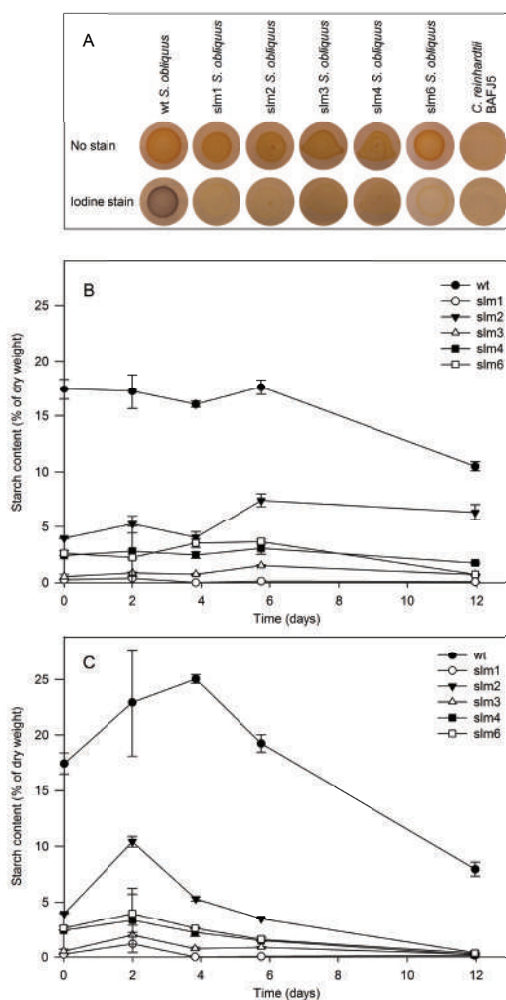 A
wt S. obliquus
slm1 S. obliquus
slm2 S. obliquus
slm3 S. obliquus
slm4 S. obliquus
slm6 S. obliquus
C. reinhardtii
BAFJ5
No stain
Iodine stain
B
wt
slm1
slm2
slm3
slm4
slm6
Starch content (% of dry weight)
25
20
15
10
5
0
0 2 4 6 8 10 12
Time (days)
C
wt
slm1
slm2
slm3
slm4
slm6
Starch content (% of dry weight)
25
20
15
10
5
0
0 2 4 6 8 10 12
Time (days)